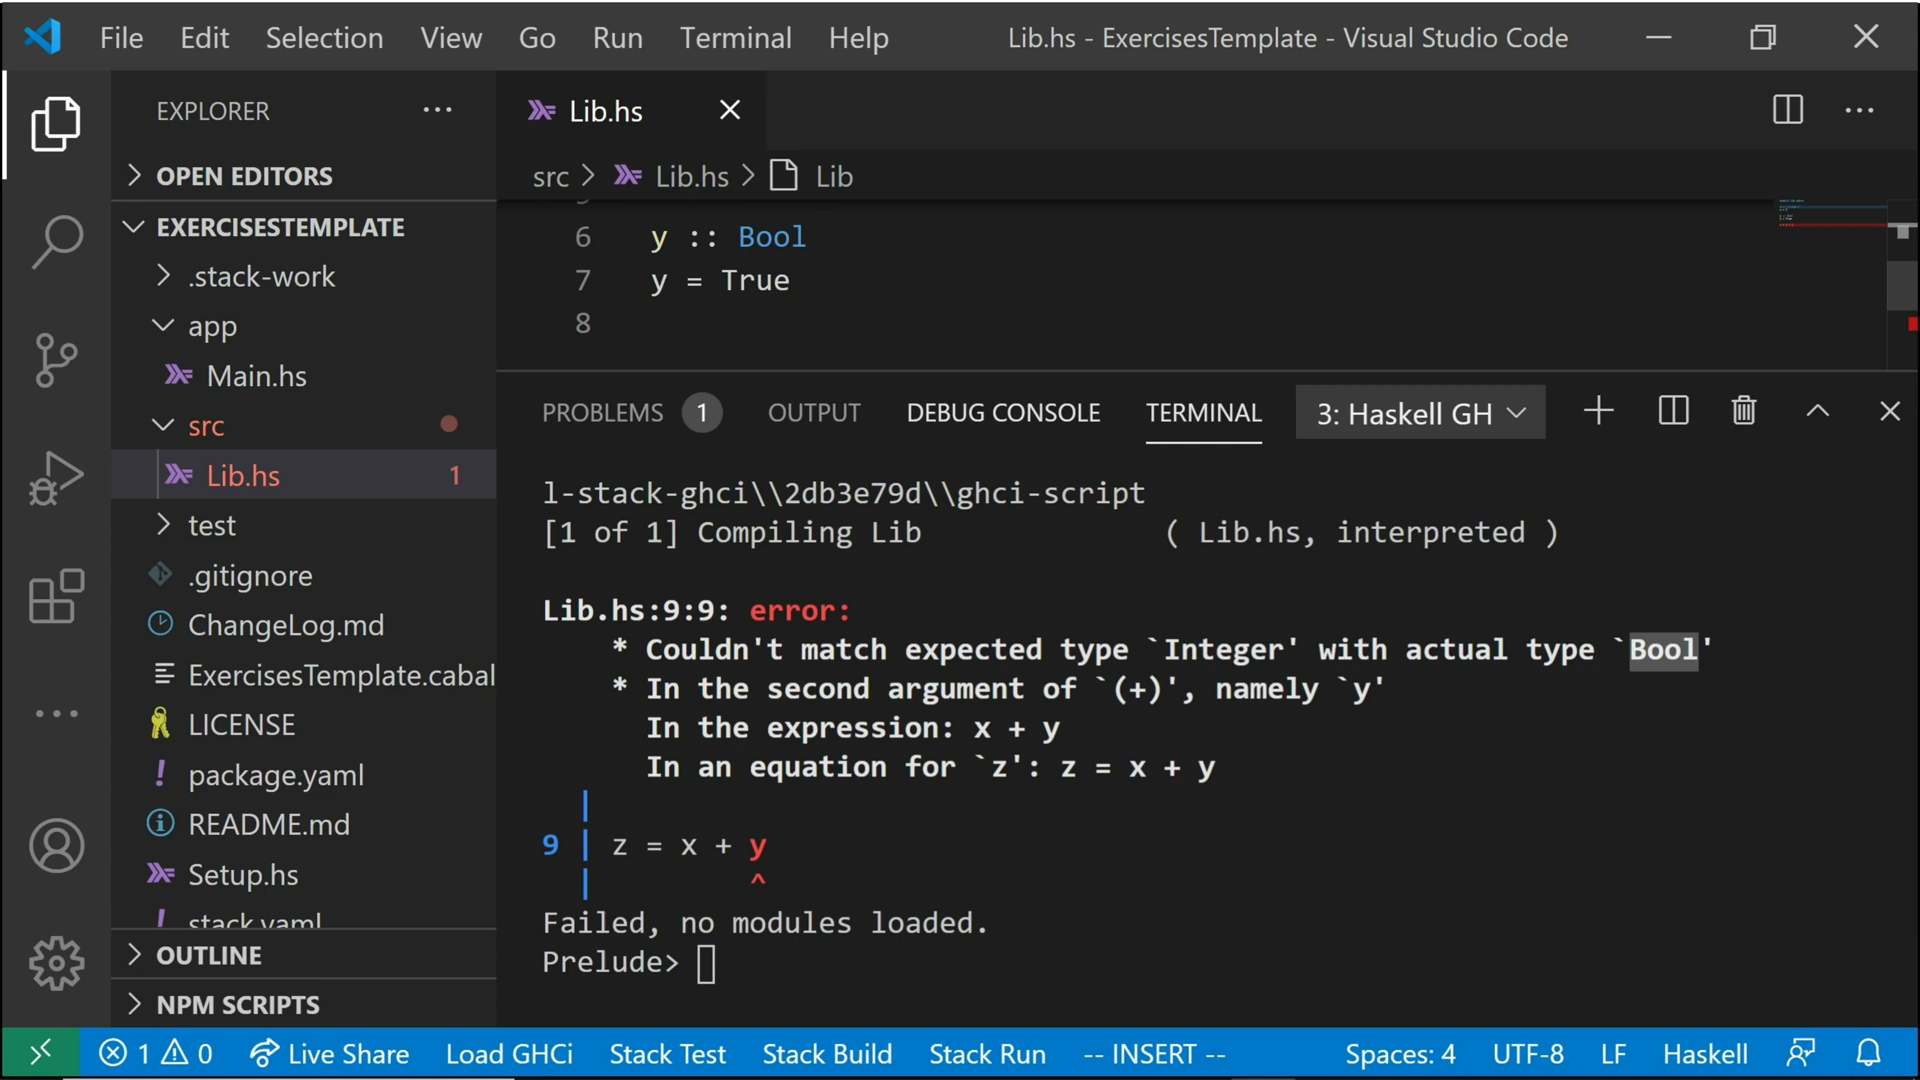 File Edit Selection View Go Run Terminal Help Lib.hs - ExercisesTemplate - Visual Studio Code
EXPLORER
OPEN EDITORS
EXERCISESTEMPLATE
.stack-work
app
Main.hs
src
Lib.hs 1
test
.gitignore
ChangeLog.md
ExercisesTemplate.cabal
LICENSE
package.yaml
README.md
Setup.hs
stack.yaml
OUTLINE
NPM SCRIPTS
Lib.hs
src > Lib.hs > Lib
6 y :: Bool
7 y = True
8
PROBLEMS 1 OUTPUT DEBUG CONSOLE TERMINAL 3: Haskell GH
l-stack-ghci\\2db3e79d\\ghci-script
[1 of 1] Compiling Lib ( Lib.hs, interpreted )
Lib.hs:9:9: error:
* Couldn't match expected type `Integer' with actual type `Bool'
* In the second argument of `(+)', namely `y'
In the expression: x + y
In an equation for `z': z = x + y
|
9 | z = x + y
| ^
Failed, no modules loaded.
Prelude>
1 0 Live Share Load GHCi Stack Test Stack Build Stack Run -- INSERT -- Spaces: 4 UTF-8 LF Haskell